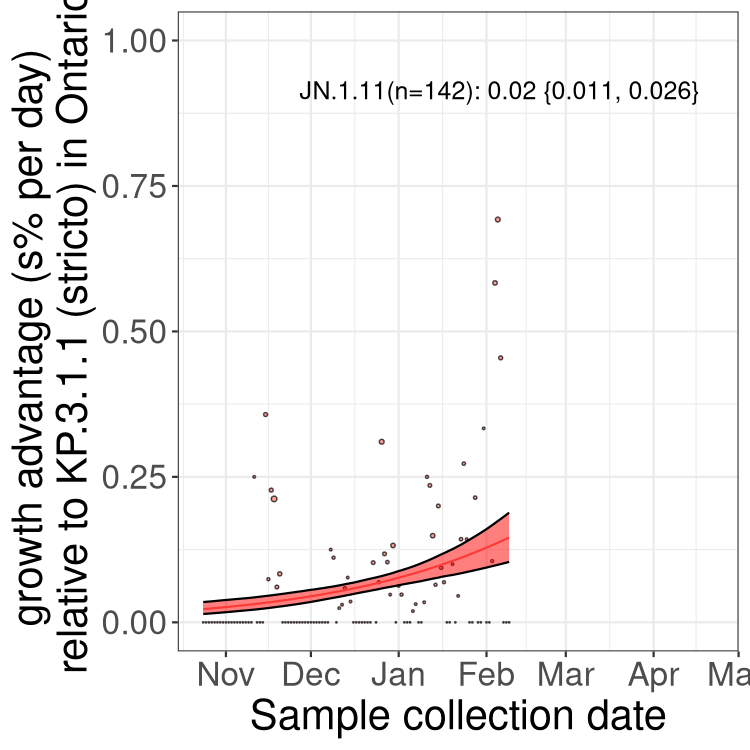 growth advantage (s% per day)
relative to KP.3.1.1 (stricto) in Ontario
1.00
0.75
0.50
0.25
0.00
JN.1.11(n=142): 0.02 {0.011, 0.026}
Nov Dec Jan Feb Mar Apr Ma
Sample collection date